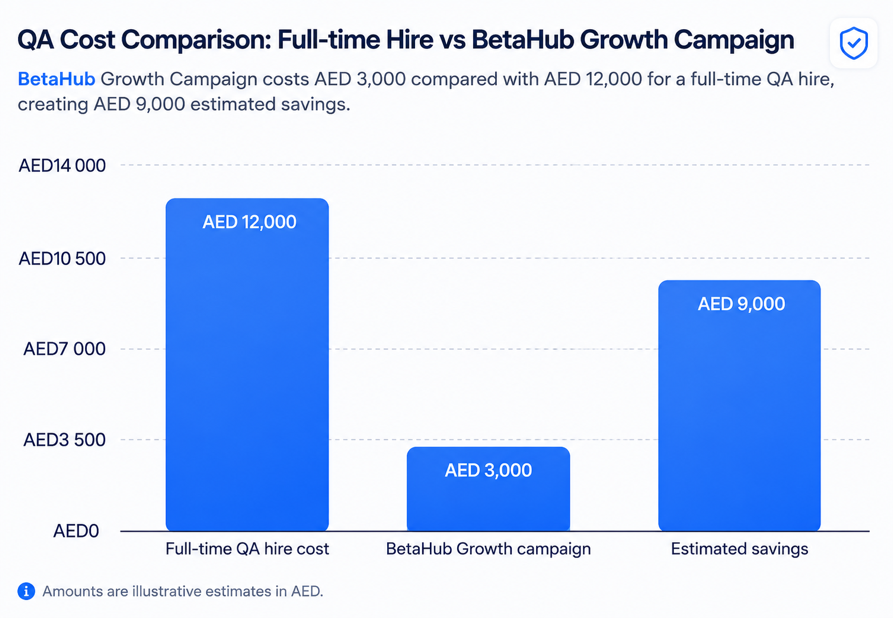 QA Cost Comparison: Full-time Hire vs BetaHub Growth Campaign
BetaHub Growth Campaign costs AED 3,000 compared with AED 12,000 for a full-time QA hire,
creating AED 9,000 estimated savings.
AED14 000
AED10 500
AED7 000
AED3 500
AED0
AED 12,000
AED 3,000
AED 9,000
Full-time QA hire cost
BetaHub Growth campaign
Estimated savings
i Amounts are illustrative estimates in AED.